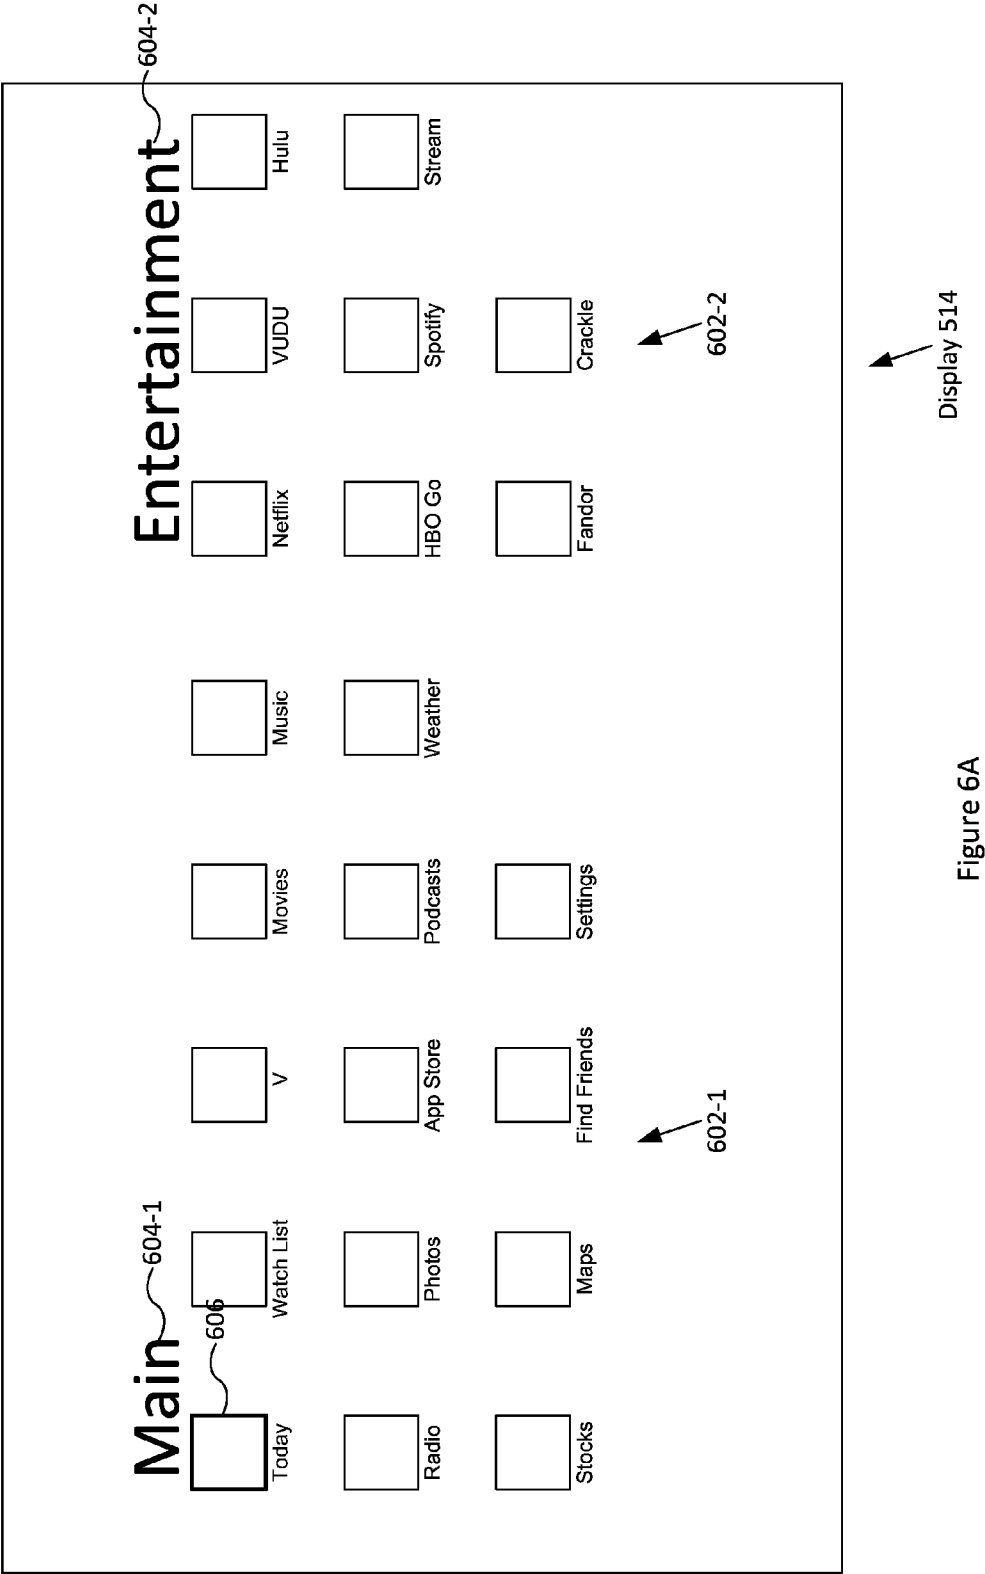 Main
604-1
Entertainment
604-2
606
Today
Watch List
V
Movies
Music
Netflix
VUDU
Hulu
Radio
Photos
App Store
Podcasts
Weather
HBO Go
Spotify
Stream
Stocks
Maps
Find Friends
Settings
Fandor
Crackle
602-1
602-2
Display 514
Figure 6A